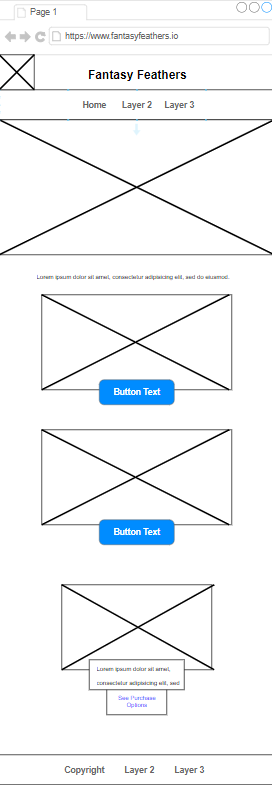 Page 1
https://www.fantasyfeathers.io
Fantasy Feathers
Home Layer 2 Layer 3
Lorem ipsum dolor sit amet, consectetur adipisicing elit, sed do eiusmod.
Button Text
Button Text
Lorem ipsum dolor sit amet,
consectetur adipisicing elit, sed
See Purchase
Options
Copyright Layer 2 Layer 3